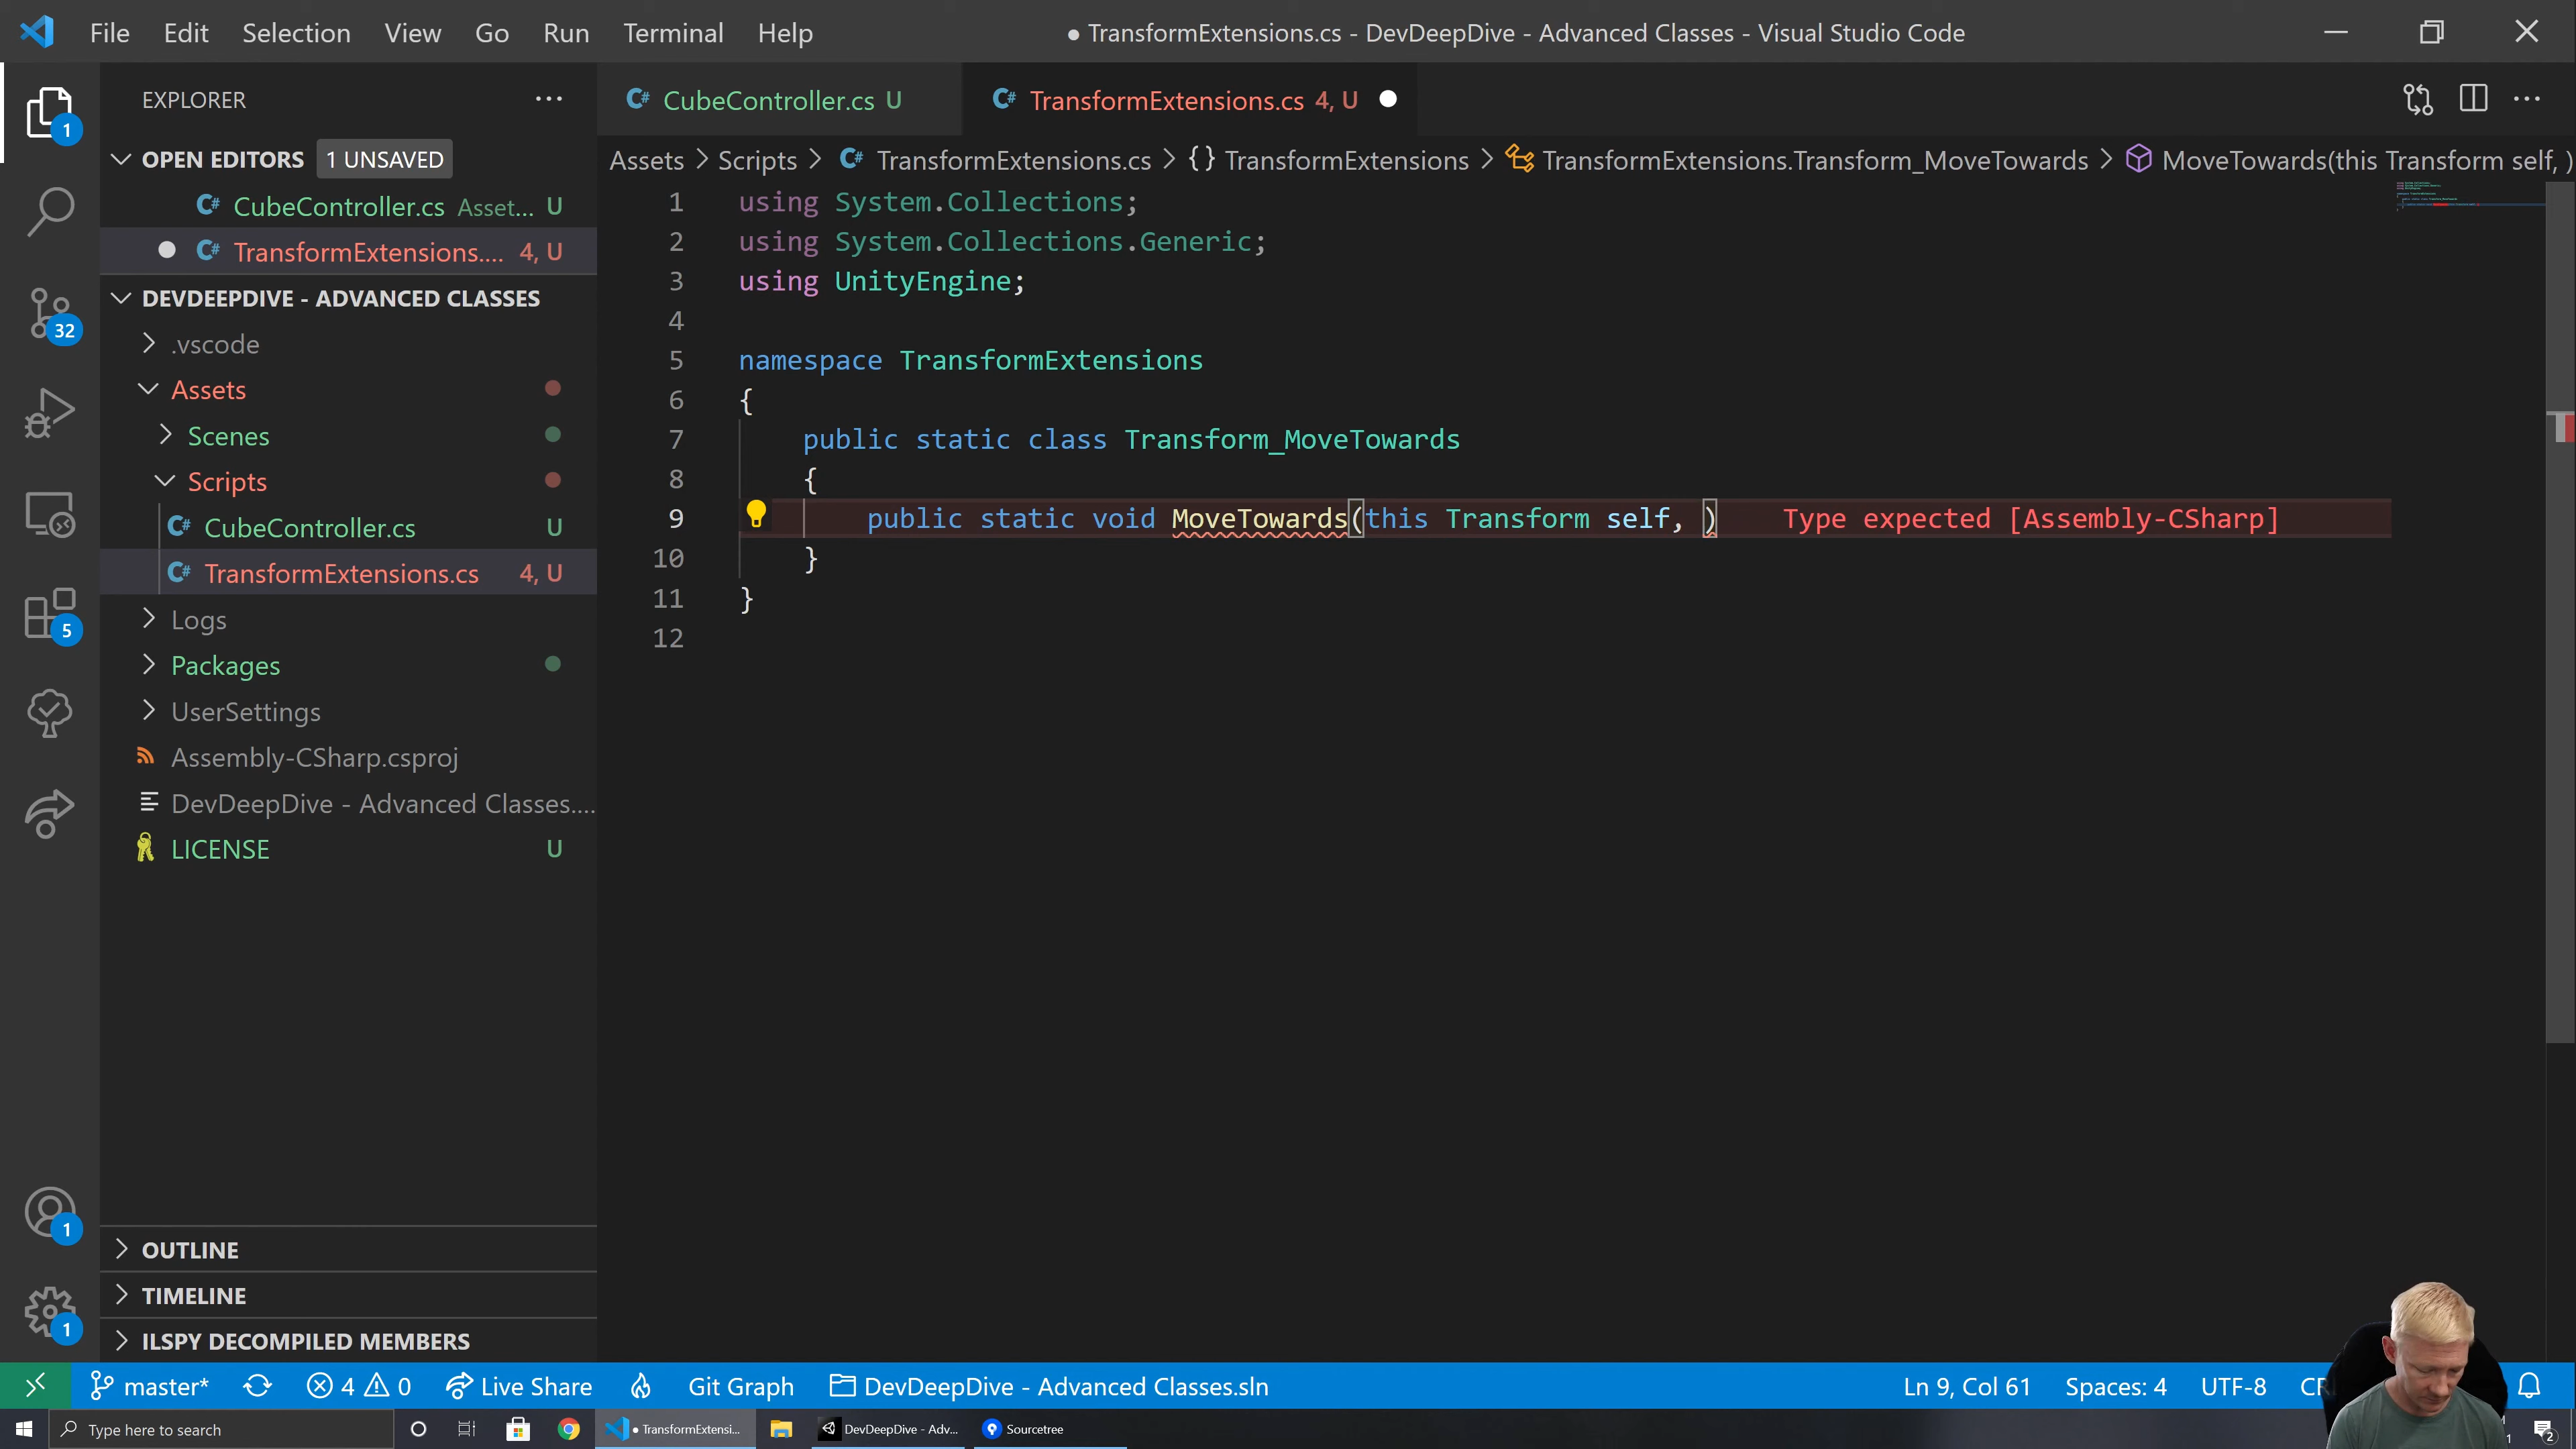 File Edit Selection View Go Run Terminal Help
● TransformExtensions.cs - DevDeepDive - Advanced Classes - Visual Studio Code
EXPLORER
CubeController.cs U
TransformExtensions.cs 4, U
OPEN EDITORS 1 UNSAVED
Assets > Scripts > TransformExtensions.cs > {} TransformExtensions > TransformExtensions.Transform_MoveTowards > MoveTowards(this Transform self, )
CubeController.cs Asset... U
TransformExtensions.... 4, U
DEVDEEPDIVE - ADVANCED CLASSES
.vscode
Assets
Scenes
Scripts
CubeController.cs U
TransformExtensions.cs 4, U
Logs
Packages
UserSettings
Assembly-CSharp.csproj
DevDeepDive - Advanced Classes....
LICENSE U
OUTLINE
TIMELINE
ILSPY DECOMPILED MEMBERS
1
32
5
1
1
1 using System.Collections;
2 using System.Collections.Generic;
3 using UnityEngine;
4
5 namespace TransformExtensions
6 {
7 public static class Transform_MoveTowards
8 {
9 public static void MoveTowards(this Transform self, ) Type expected [Assembly-CSharp]
10 }
11 }
12
master* 4 0 Live Share Git Graph DevDeepDive - Advanced Classes.sln Ln 9, Col 61 Spaces: 4 UTF-8
Type here to search
● TransformExtensi...
DevDeepDive - Adv...
Sourcetree
2